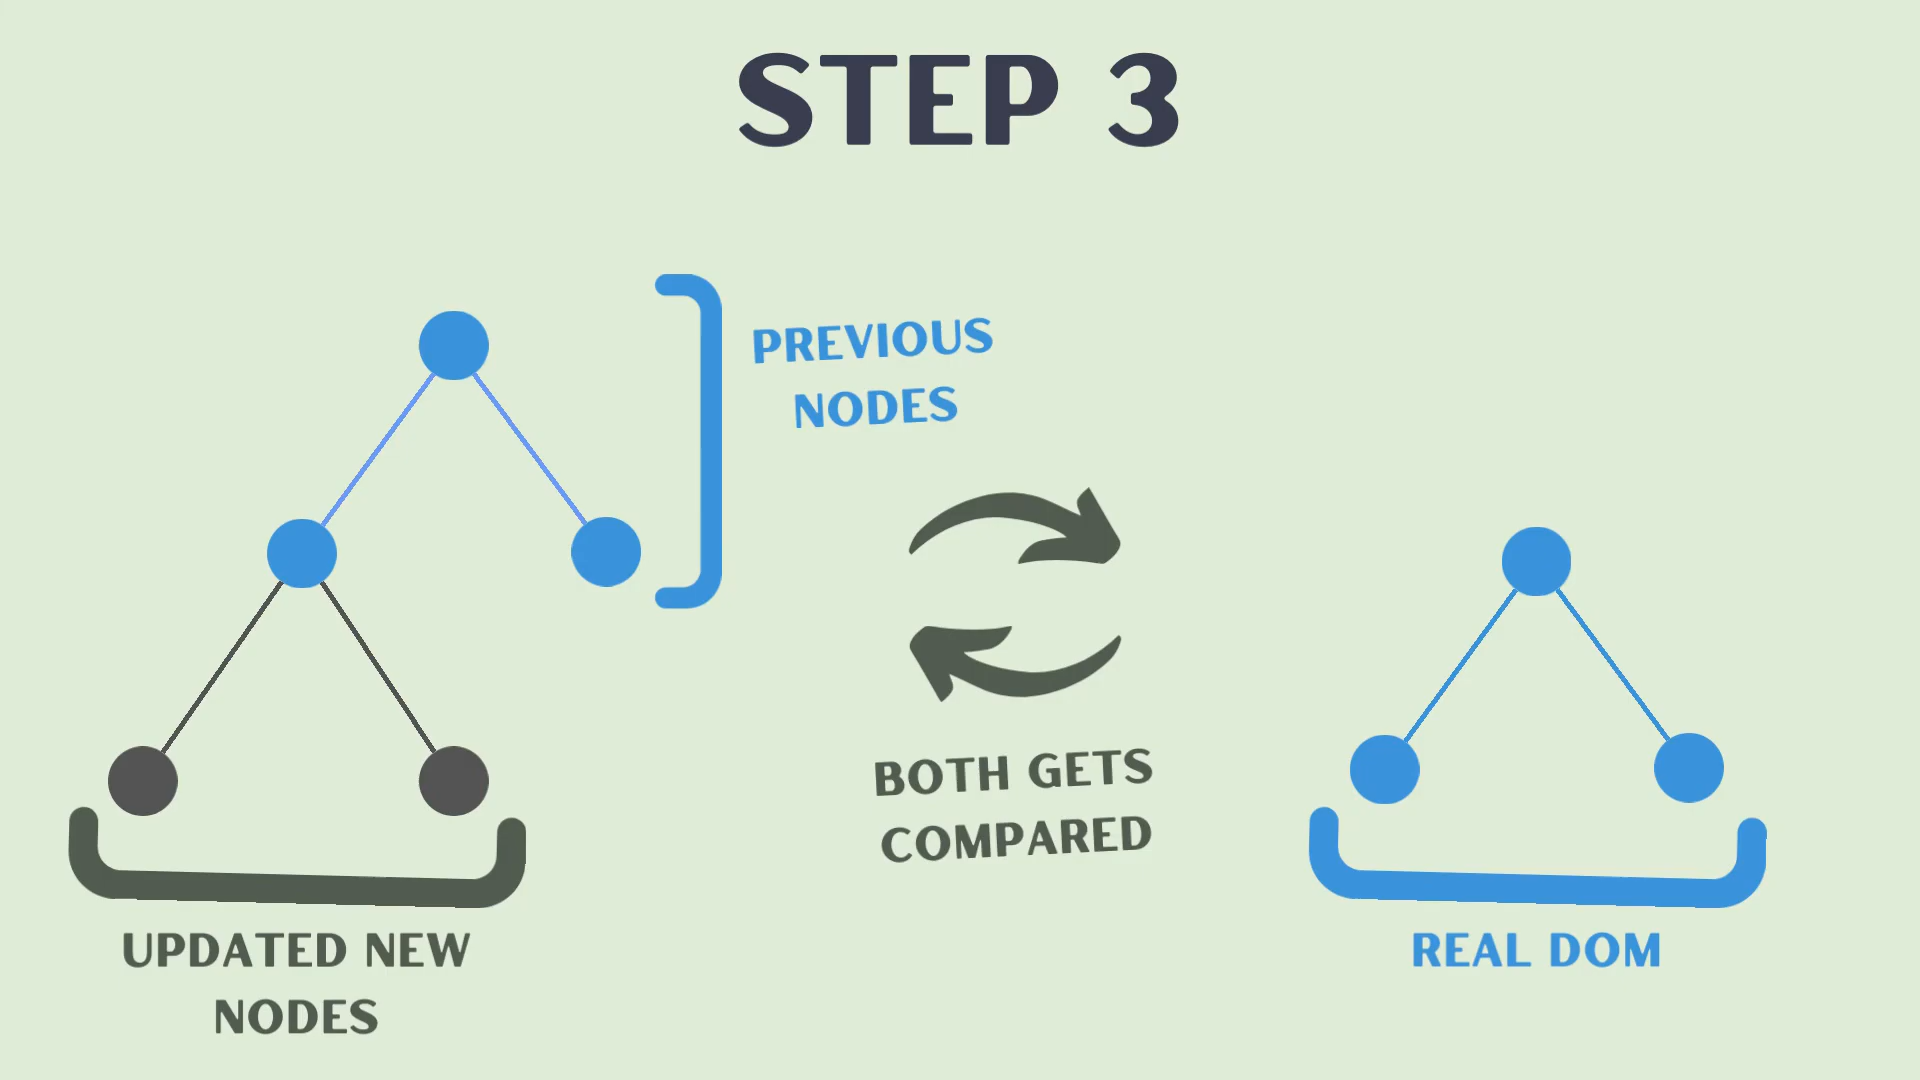 STEP 3
PREVIOUS
NODES
BOTH GETS
COMPARED
UPDATED NEW
NODES
REAL DOM